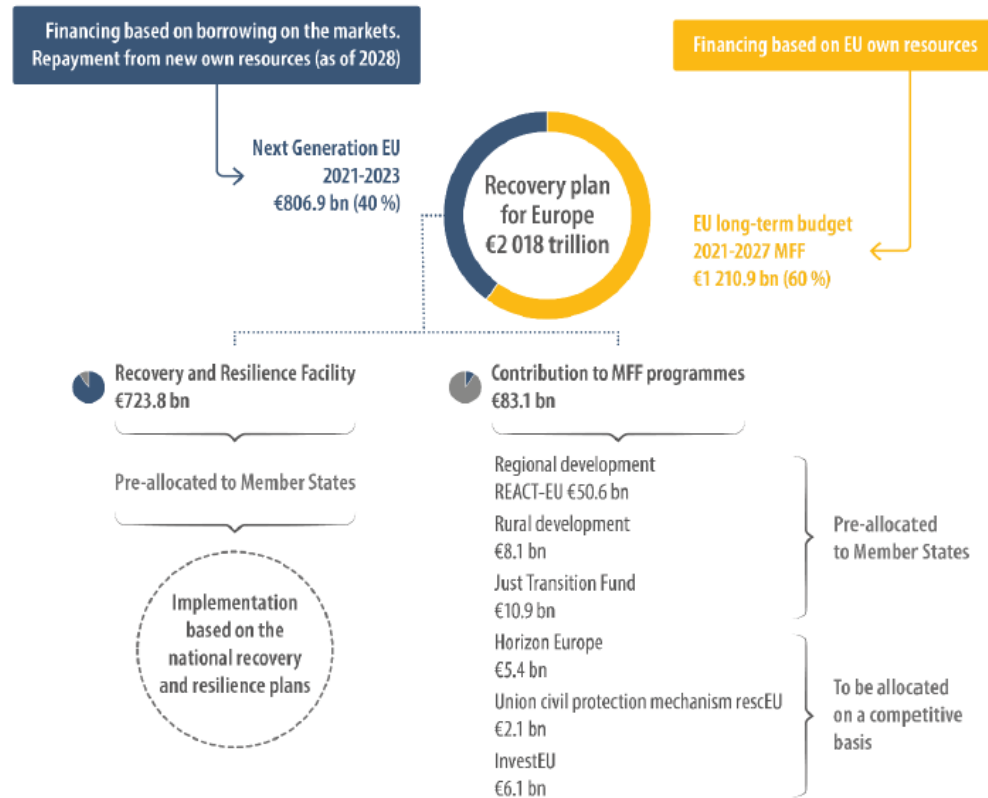 Financing based on borrowing on the markets.
Repayment from new own resources (as of 2028)
Financing based on EU own resources
Next Generation EU
2021-2023
€806.9 bn (40 %)
Recovery plan
for Europe
€2 018 trillion
EU long-term budget
2021-2027 MFF
€1 210.9 bn (60 %)
Recovery and Resilience Facility
€723.8 bn
Pre-allocated to Member States
Implementation
based on the
national recovery
and resilience plans
Contribution to MFF programmes
€83.1 bn
Regional development
REACT-EU €50.6 bn
Rural development
€8.1 bn
Just Transition Fund
€10.9 bn
Pre-allocated
to Member States
Horizon Europe
€5.4 bn
Union civil protection mechanism rescEU
€2.1 bn
InvestEU
€6.1 bn
To be allocated
on a competitive
basis